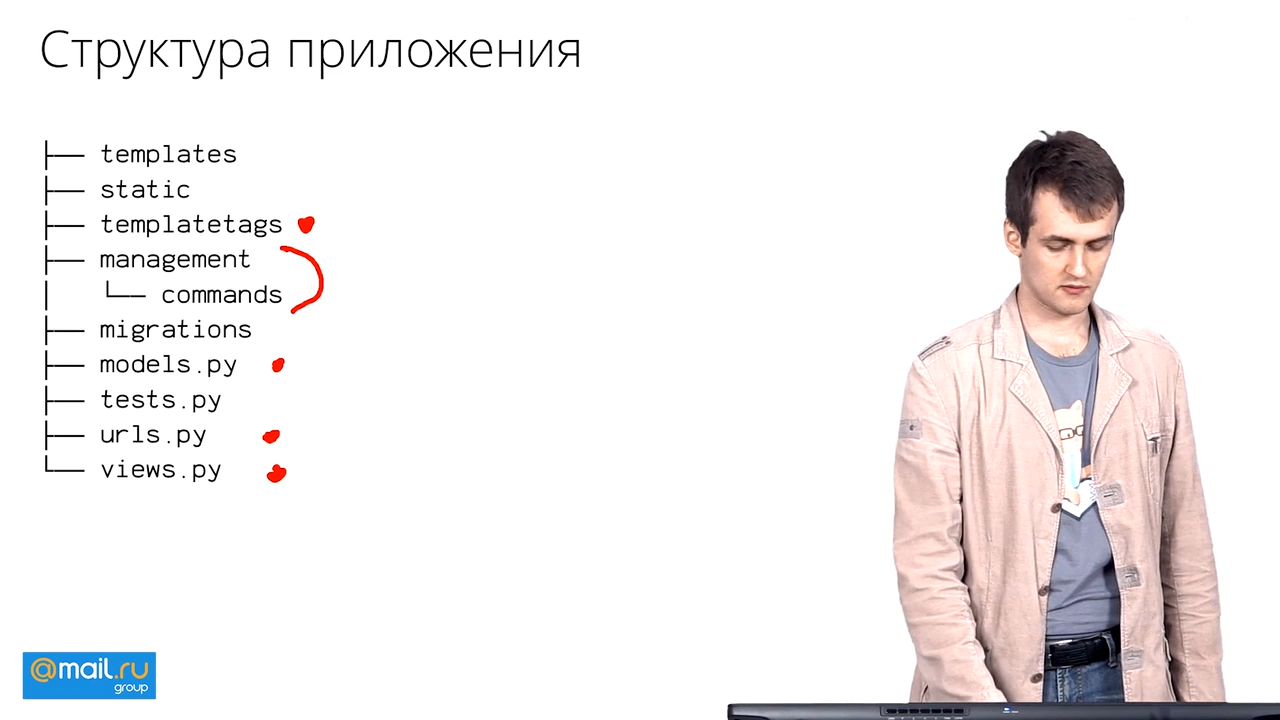 Структура приложения
├── templates
├── static
├── templatetags
├── management
│   └── commands
├── migrations
├── models.py
├── tests.py
├── urls.py
└── views.py
@mail.ru
group